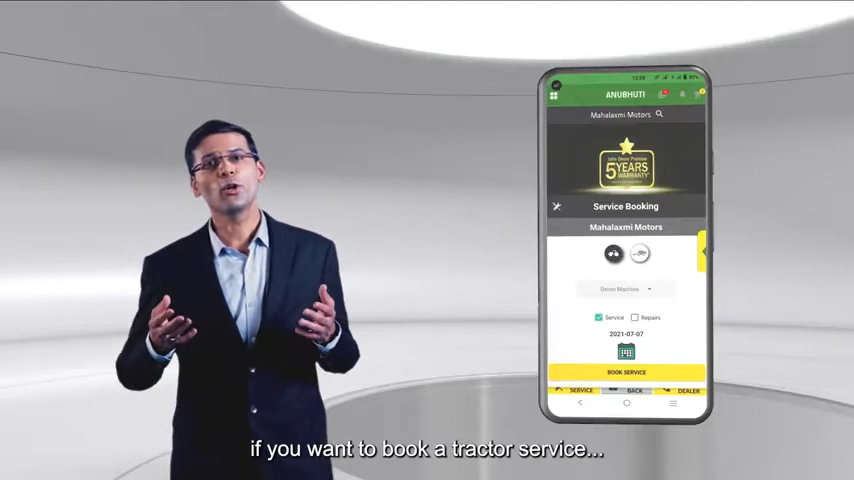 ANUBHUTI
Mahalaxmi Motors
5 YEARS
WARRANTY
Service Booking
Mahalaxmi Motors
Demo Machine
Service
Repairs
2021-07-07
BOOK SERVICE
SERVICE
BACK
DEALER
if you want to book a tractor service...